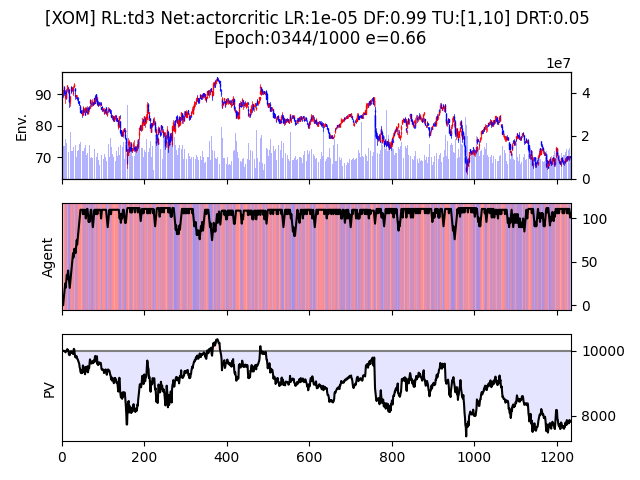 [XOM] RL:td3 Net:actorcritic LR:1e-05 DF:0.99 TU:[1,10] DRT:0.05
Epoch:0344/1000 e=0.66
1e7
Env.
90
80
70
4
2
0
Agent
100
50
0
PV
10000
8000
0 200 400 600 800 1000 1200